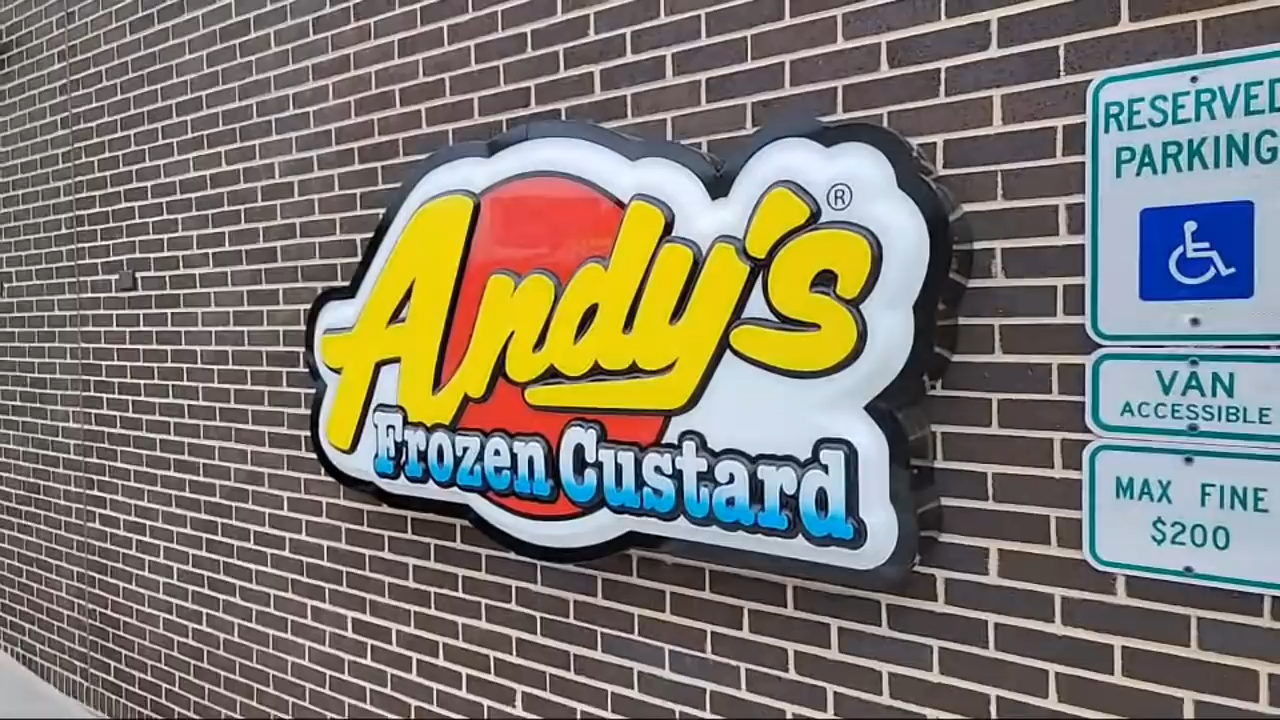 Andy's®
Frozen Custard
RESERVED
PARKING
VAN
ACCESSIBLE
MAX FINE
$200